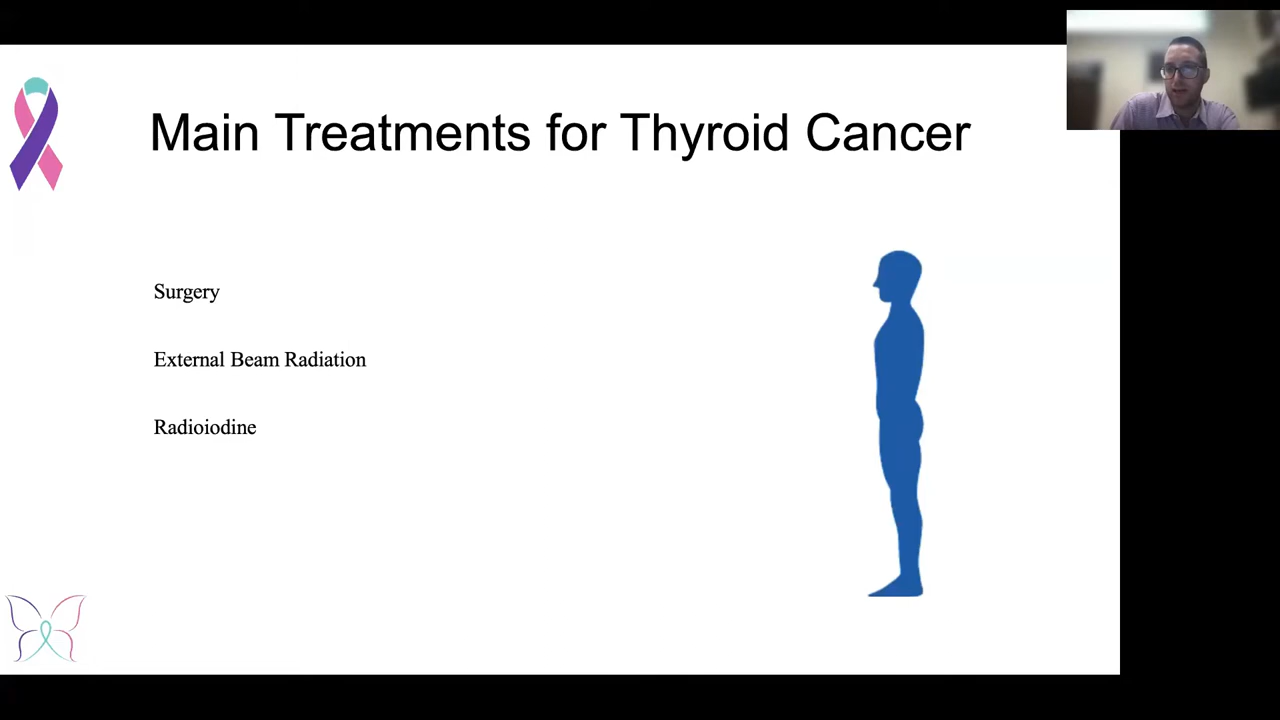 Main Treatments for Thyroid Cancer
Surgery
External Beam Radiation
Radioiodine